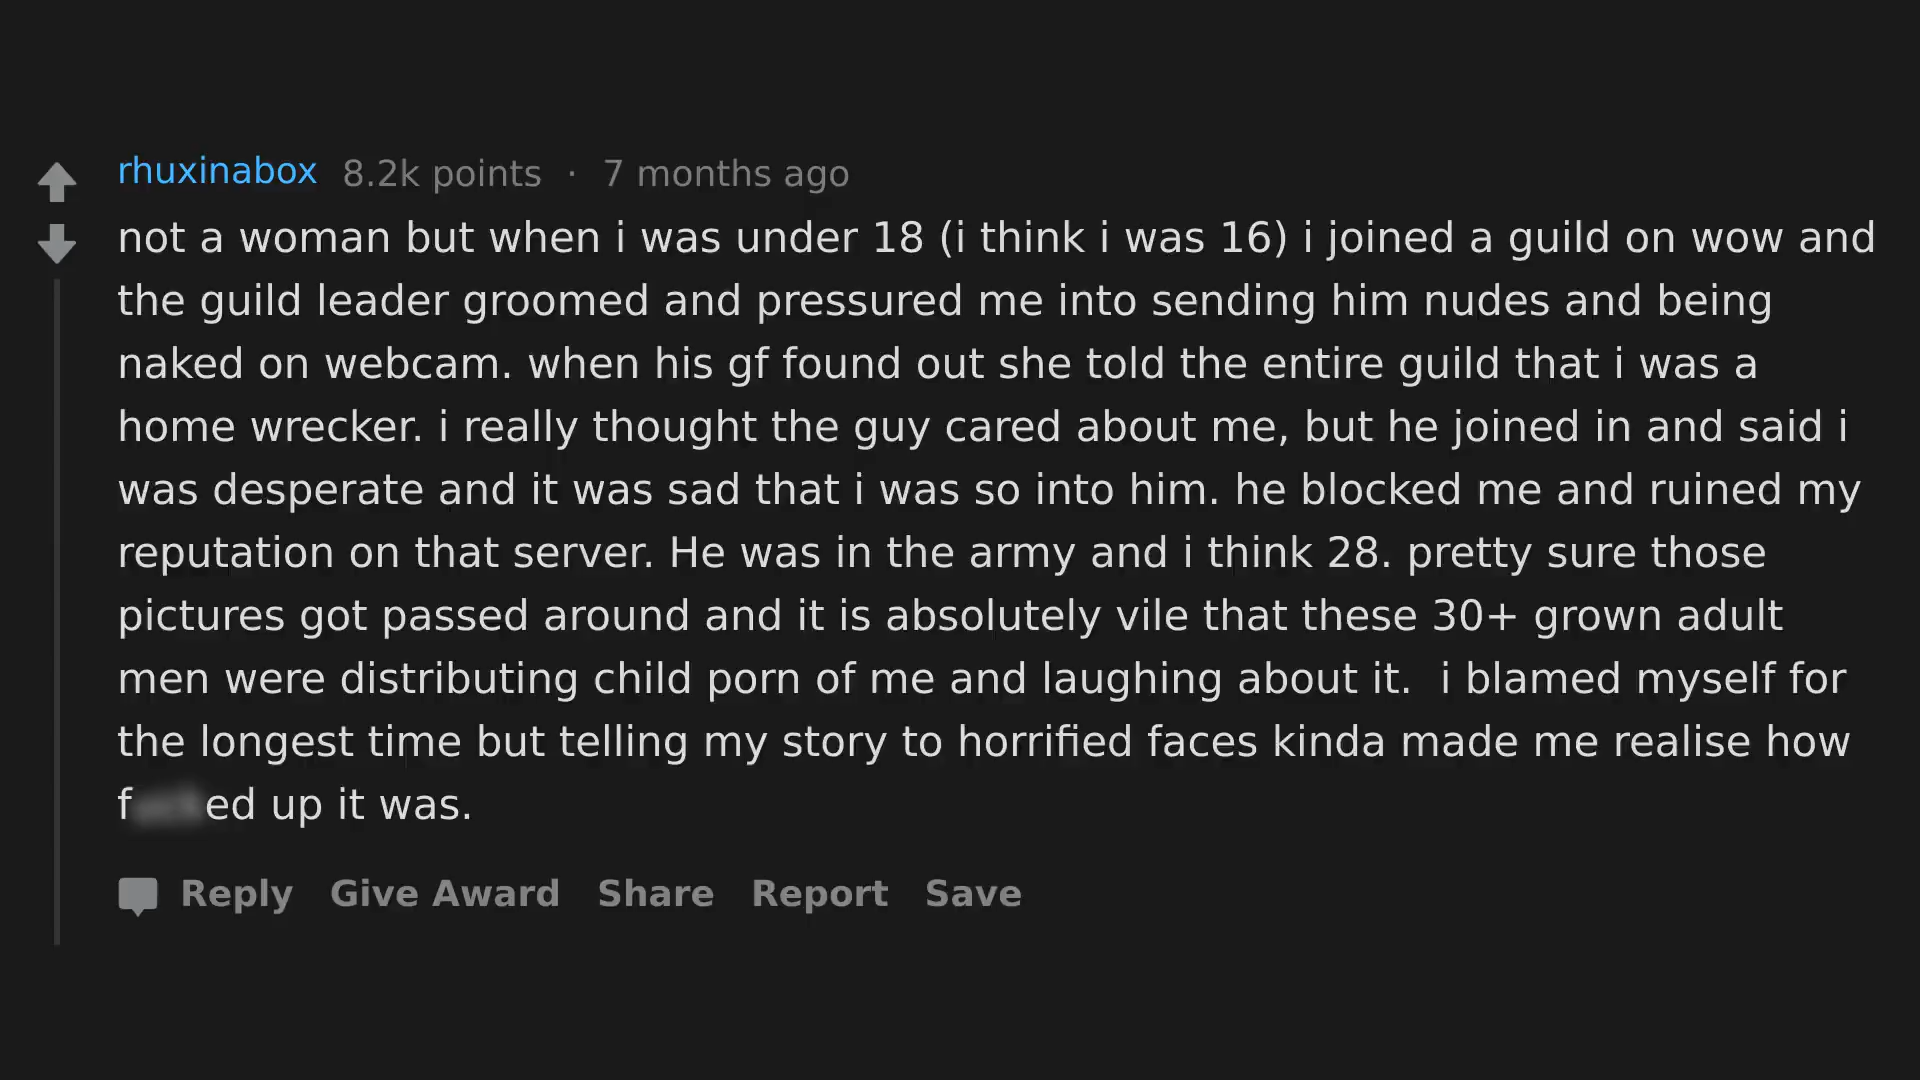 rhuxinabox 8.2k points · 7 months ago
not a woman but when i was under 18 (i think i was 16) i joined a guild on wow and
the guild leader groomed and pressured me into sending him nudes and being
naked on webcam. when his gf found out she told the entire guild that i was a
home wrecker. i really thought the guy cared about me, but he joined in and said i
was desperate and it was sad that i was so into him. he blocked me and ruined my
reputation on that server. He was in the army and i think 28. pretty sure those
pictures got passed around and it is absolutely vile that these 30+ grown adult
men were distributing child porn of me and laughing about it.  i blamed myself for
the longest time but telling my story to horrified faces kinda made me realise how
up it was.
Reply Give Award Share Report Save